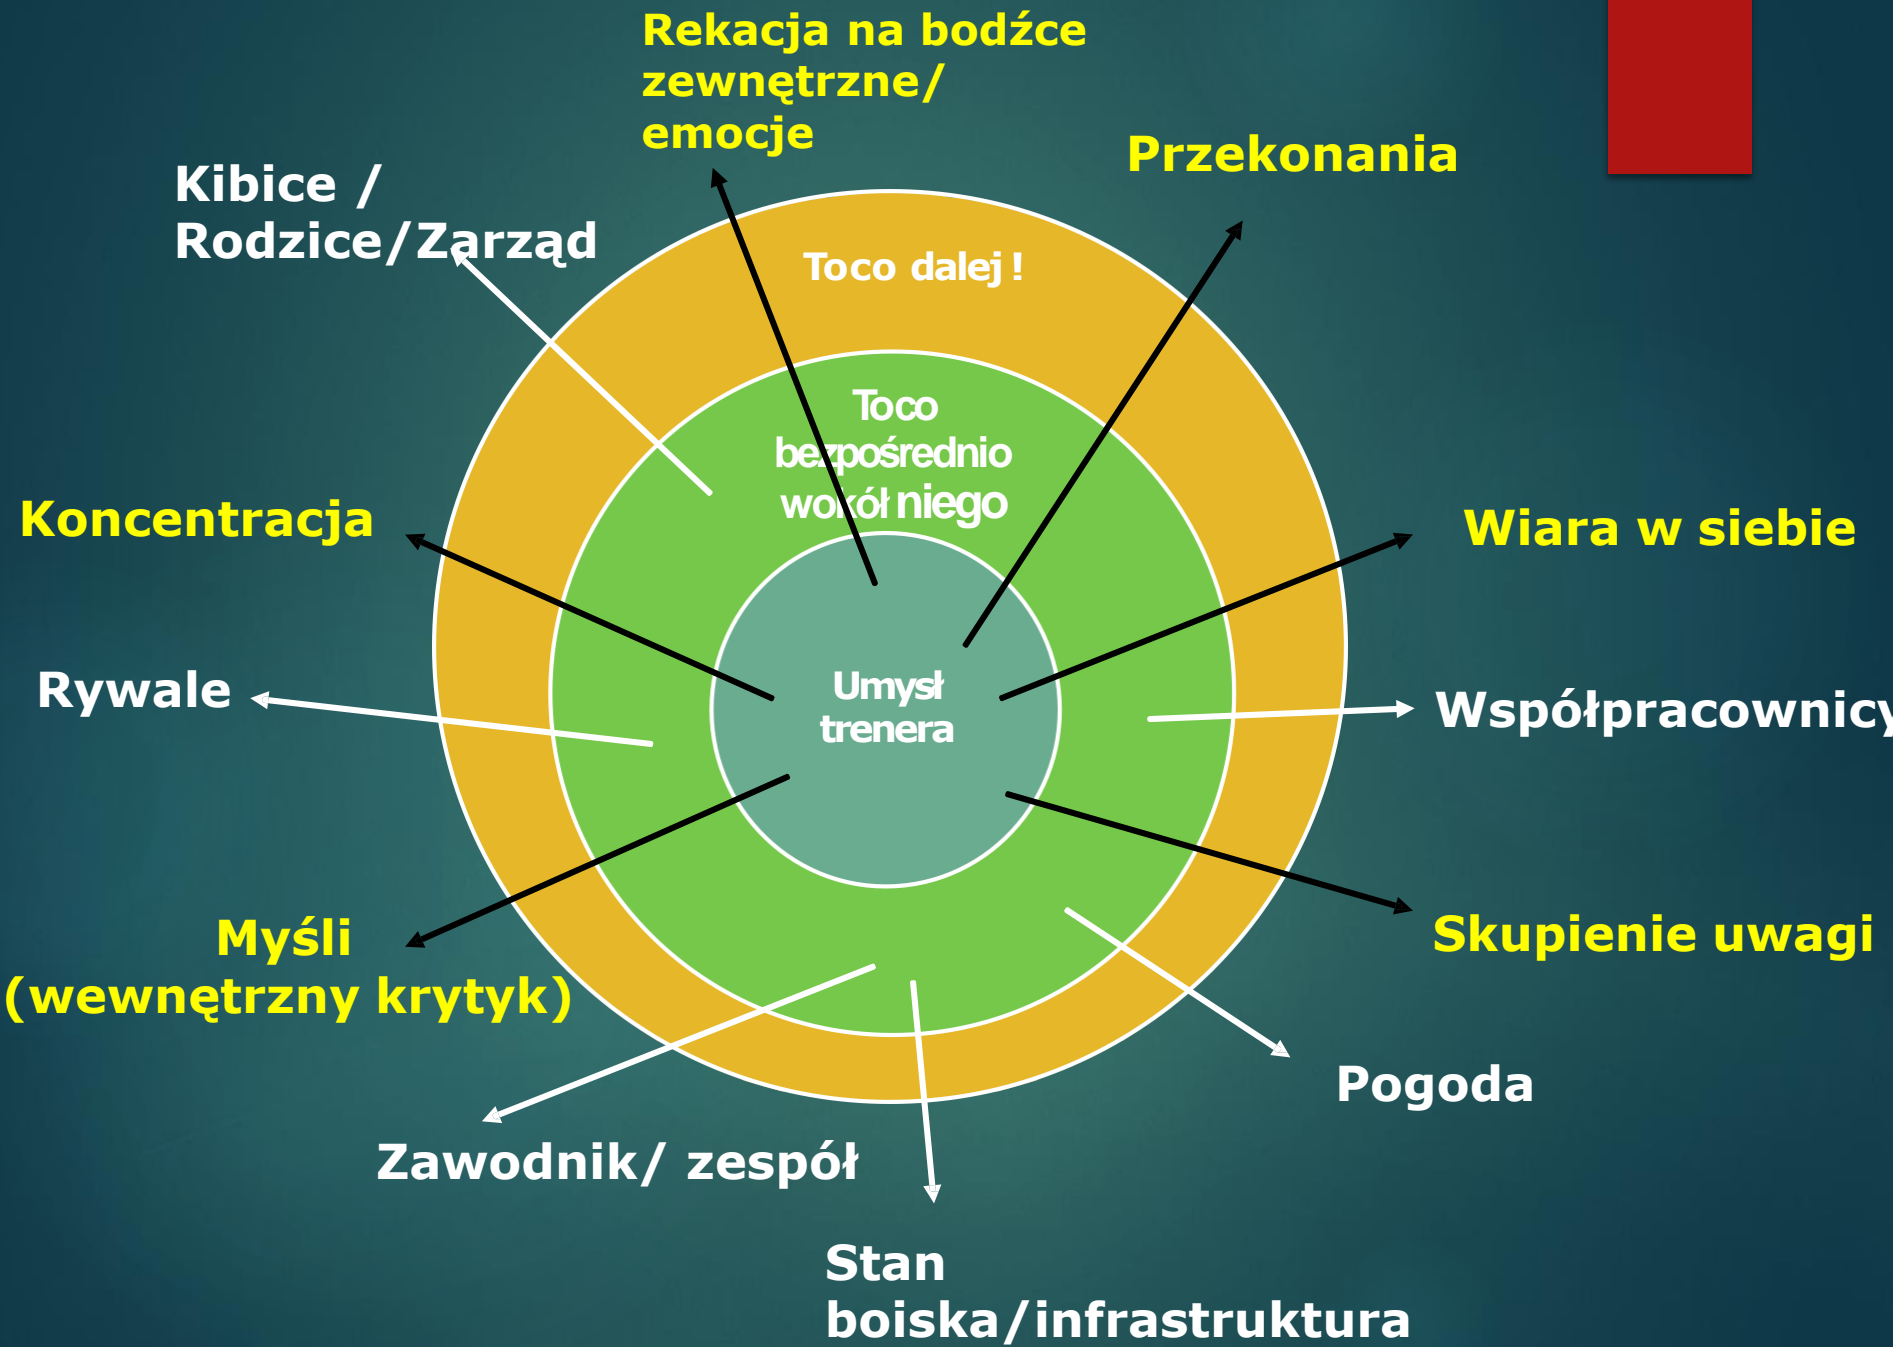 Rekacja na bodźce
zewnętrzne/
emocje
Przekonania
Kibice /
Rodzice/Zarząd
Toco dalej !
Toco
bezpośrednio
wokół niego
Koncentracja
Wiara w siebie
Rywale
Umysł
trenera
Współpracownicy
Myśli
(wewnętrzny krytyk)
Skupienie uwagi
Pogoda
Zawodnik/ zespół
Stan
boiska/infrastruktura